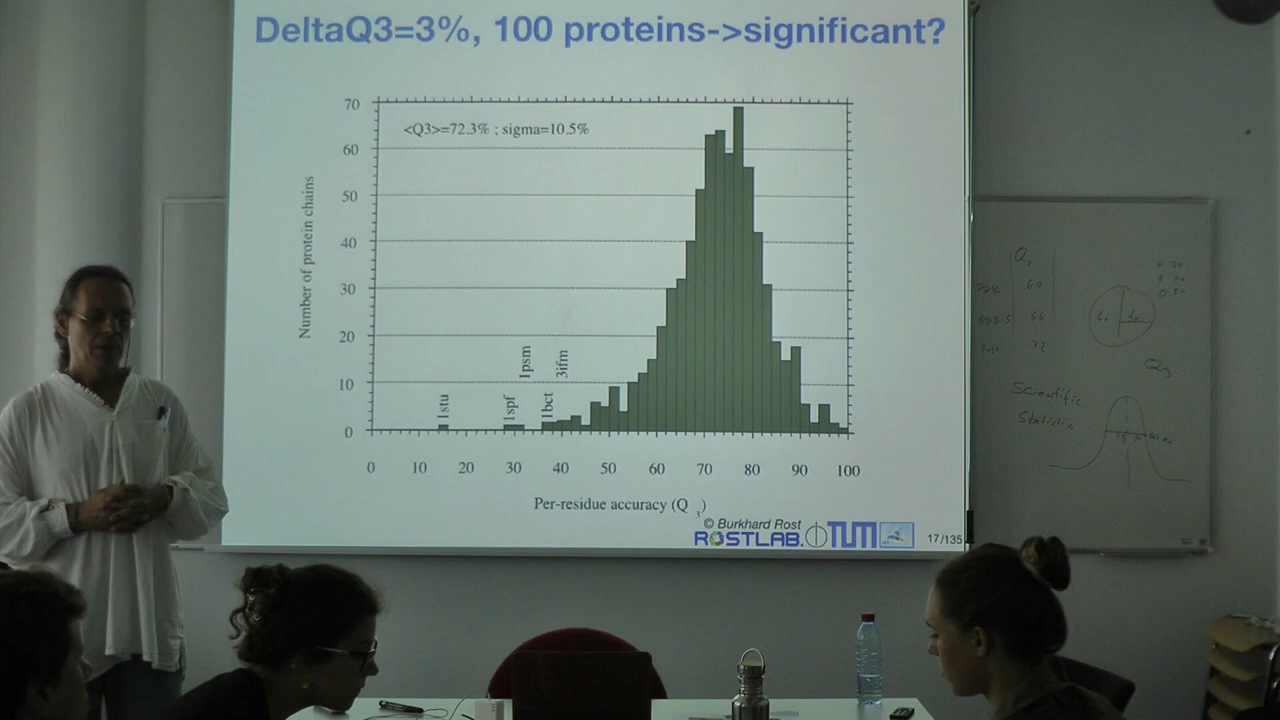 DeltaQ3=3%, 100 proteins->significant?
<Q3>=72.3% ; sigma=10.5%
Number of protein chains
70
60
50
40
30
20
10
0
1stu
1spf
1psm
1bct
3ifm
0 10 20 30 40 50 60 70 80 90 100
Per-residue accuracy (Q3)
© Burkhard Rost
ROSTLAB. TUM
17/135
Q3
60
66
72
Scientific
Statistic
Q3